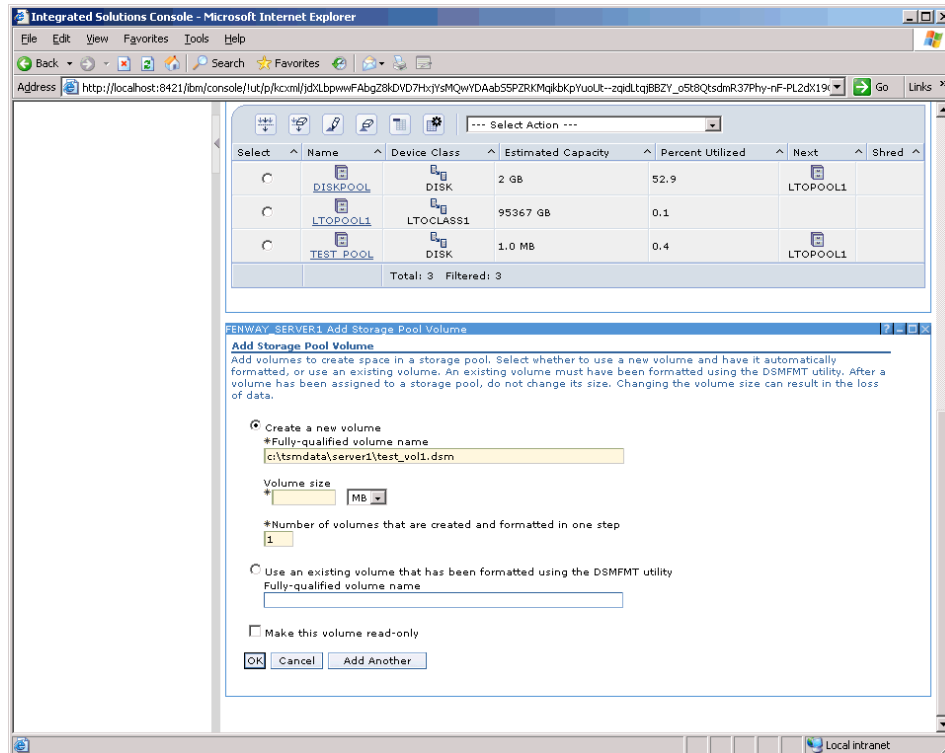 Integrated Solutions Console - Microsoft Internet Explorer
File Edit View Favorites Tools Help
Back Search Favorites
Address http://localhost:8421/ibm/console/!ut/p/kcxml/ Go Links
--- Select Action ---
Select Name Device Class Estimated Capacity Percent Utilized Next Shred
DISKPOOL DISK 2 GB 52.9 LTOPOOL1
LTOPOOL1 LTOCLASS1 95367 GB 0.1
TEST POOL DISK 1.0 MB 0.4 LTOPOOL1
Total: 3 Filtered: 3
FENWAY_SERVER1 Add Storage Pool Volume
Add Storage Pool Volume
Add volumes to create space in a storage pool. Select whether to use a new volume and have it automatically
formatted, or use an existing volume. An existing volume must have been formatted using the DSMFMT utility. After a
volume has been assigned to a storage pool, do not change its size. Changing the volume size can result in the loss
of data.
Create a new volume
*Fully-qualified volume name
c:\tsmdata\server1\test_vol1.dsm
Volume size
* MB
*Number of volumes that are created and formatted in one step
1
Use an existing volume that has been formatted using the DSMFMT utility
Fully-qualified volume name
Make this volume read-only
OK Cancel Add Another
Local intranet